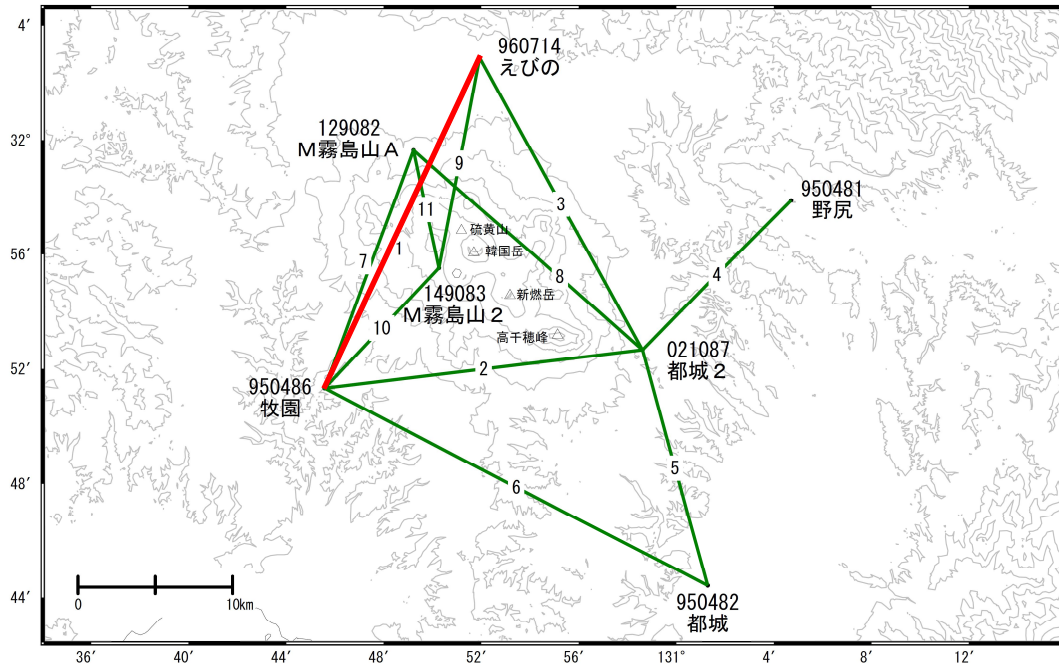 4′
960714
えびの
129082
M霧島山A
32°
9
950481
野尻
11
3
硫黄山
56′
1
韓国岳
7
8
4
149083
M霧島山2
新燃岳
10
高千穂峰
021087
都城2
52′
2
950486
牧園
5
48′
6
0
10km
44′
950482
都城
36′
40′
44′
48′
52′
56′
131°
4′
8′
12′